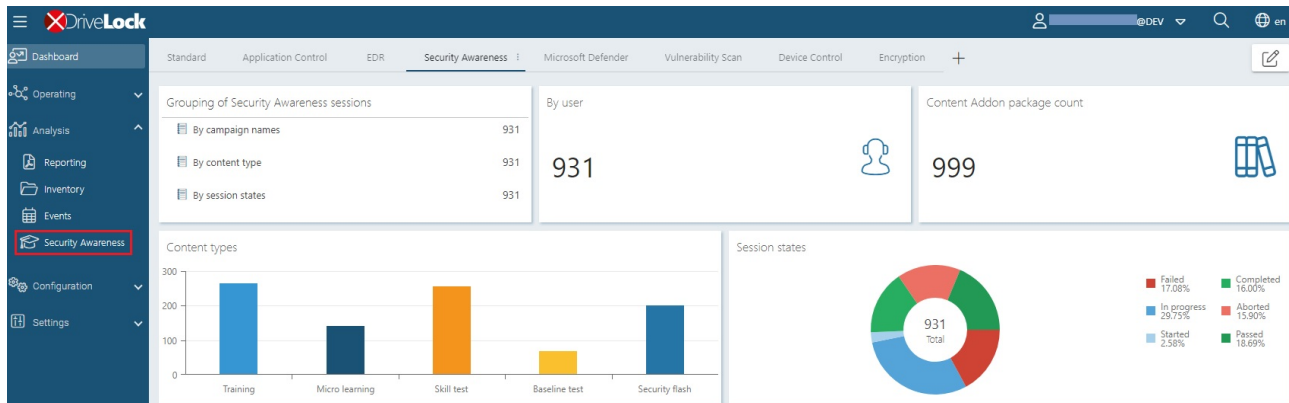 DriveLock
@DEV
en
Dashboard
Operating
Analysis
Reporting
Inventory
Events
Security Awareness
Configuration
Settings
Standard Application Control EDR Security Awareness Microsoft Defender Vulnerability Scan Device Control Encryption
Grouping of Security Awareness sessions
By campaign names 931
By content type 931
By session states 931
By user
931
Content Addon package count
999
Content types
300
200
100
0
Training Micro learning Skill test Baseline test Security flash
Session states
931
Total
Failed
17.08%
Completed
16.00%
In progress
29.75%
Aborted
15.90%
Started
2.58%
Passed
18.69%